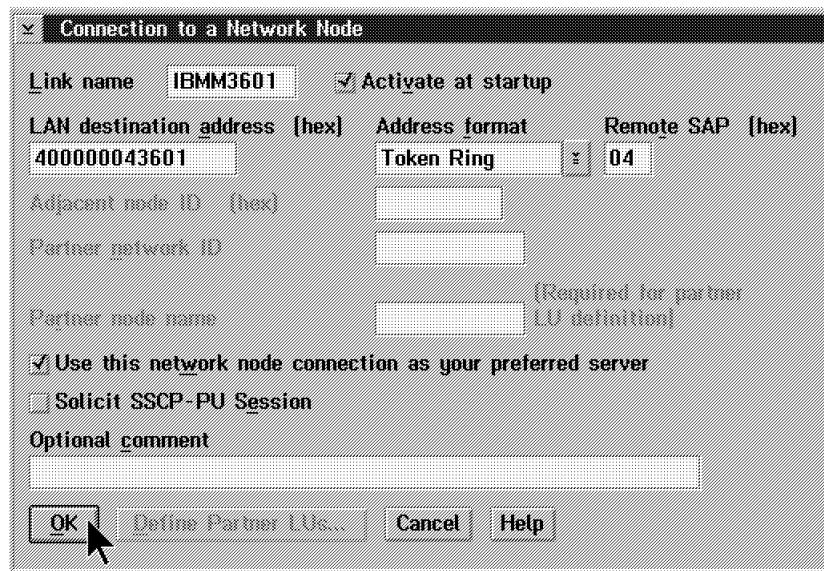 Connection to a Network Node
Link name IBMM3601 Activate at startup
LAN destination address (hex) Address format Remote SAP (hex)
400000043601 Token Ring 04
Adjacent node ID (hex)
Partner network ID
(Required for partner
Partner node name LU definition)
Use this network node connection as your preferred server
Solicit SSCP-PU Session
Optional comment
OK Define Partner LUs... Cancel Help